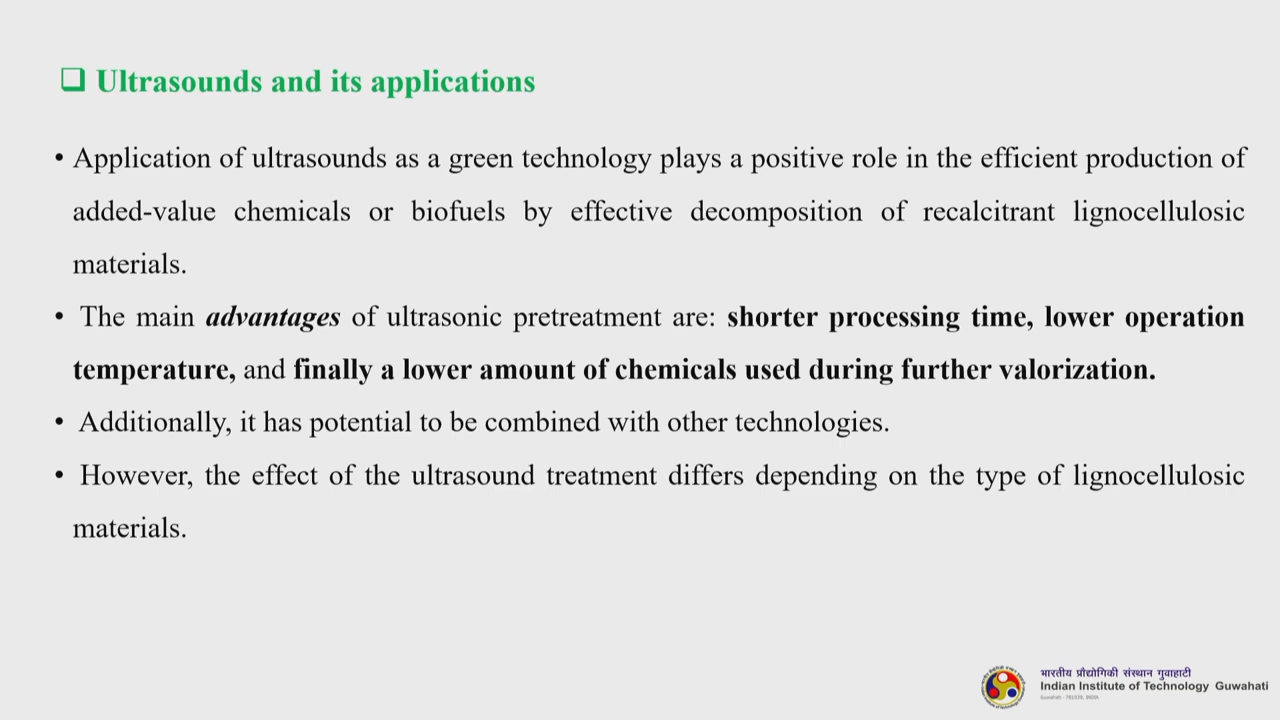 ❑ Ultrasounds and its applications
• Application of ultrasounds as a green technology plays a positive role in the efficient production of
added-value chemicals or biofuels by effective decomposition of recalcitrant lignocellulosic
materials.
• The main advantages of ultrasonic pretreatment are: shorter processing time, lower operation
temperature, and finally a lower amount of chemicals used during further valorization.
• Additionally, it has potential to be combined with other technologies.
• However, the effect of the ultrasound treatment differs depending on the type of lignocellulosic
materials.
भारतीय प्रौद्योगिकी संस्थान गुवाहाटी
Indian Institute of Technology Guwahati
Guwahati - 781039, INDIA